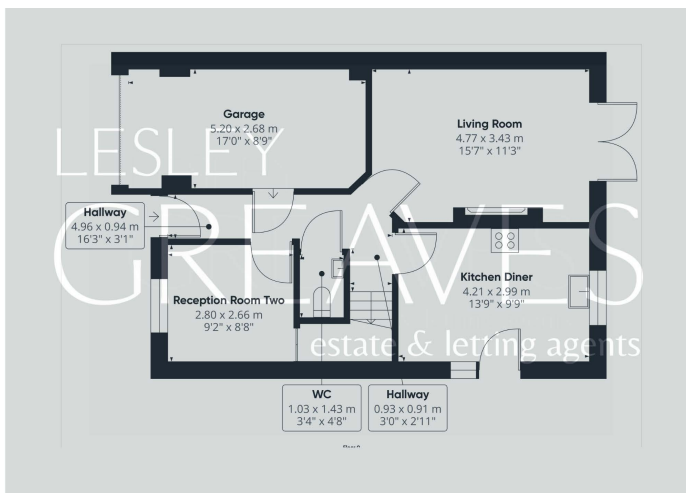 Garage
5.20 x 2.68 m
17'0" x 8'9"
Living Room
4.77 x 3.43 m
15'7" x 11'3"
LESLEY
GREAVES
estate & letting agents
Hallway
4.96 x 0.94 m
16'3" x 3'1"
Kitchen Diner
4.21 x 2.99 m
13'9" x 9'9"
Reception Room Two
2.80 x 2.66 m
9'2" x 8'8"
WC
1.03 x 1.43 m
3'4" x 4'8"
Hallway
0.93 x 0.91 m
3'0" x 2'11"